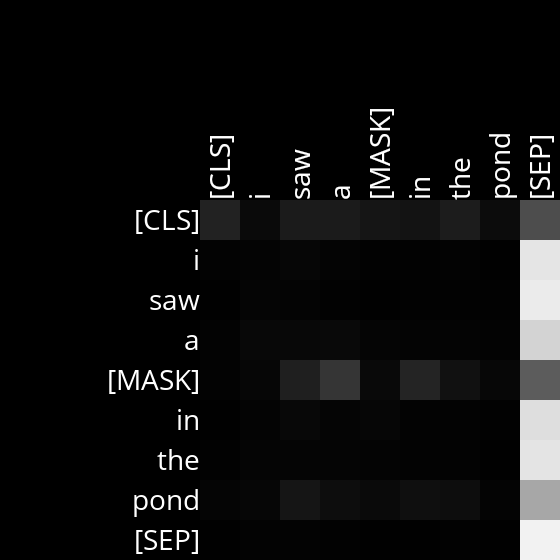 [CLS] i saw a [MASK] in the pond [SEP]
[CLS]
i
saw
a
[MASK]
in
the
pond
[SEP]